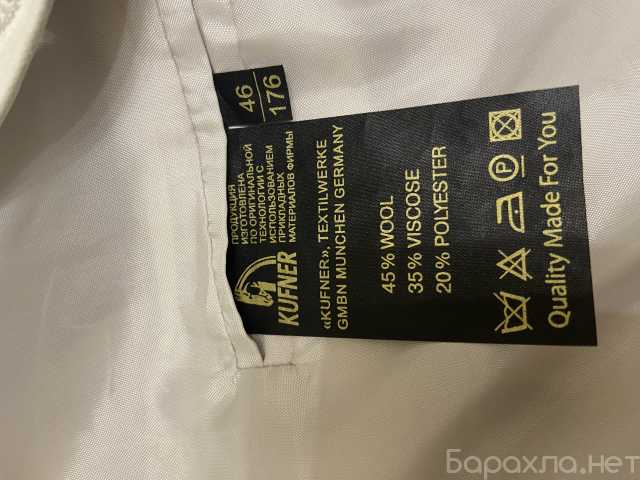 46
176
ПРОДУКЦИЯ
ИЗГОТОВЛЕНА
ПО ОРИГИНАЛЬНОЙ
ТЕХНОЛОГИИ С
ИСПОЛЬЗОВАНИЕМ
ПРИКЛАДНЫХ
МАТЕРИАЛОВ ФИРМЫ
KUFNER
«KUFNER», TEXTILWERKE
GMBN MUNCHEN GERMANY
45% WOOL
35% VISCOSE
20% POLYESTER
P
Quality Made For You
Барахла.нет